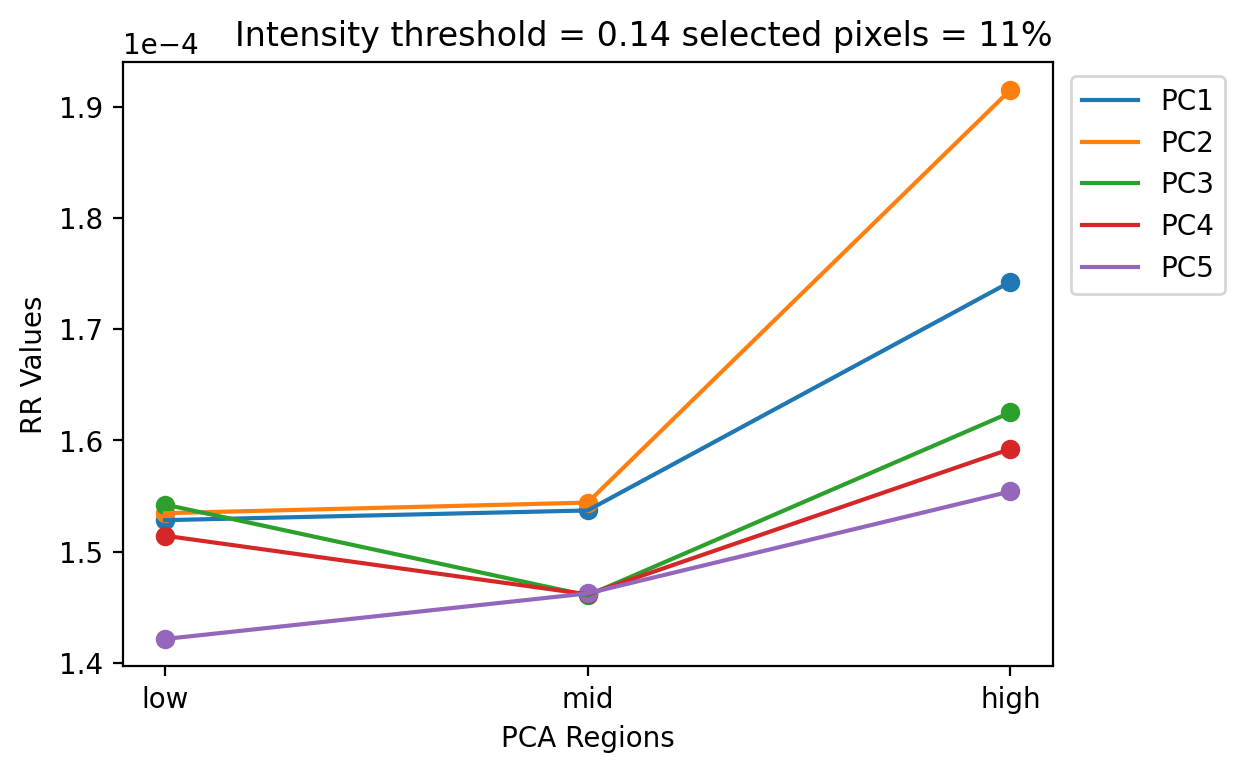 1e−4
Intensity threshold = 0.14 selected pixels = 11%
1.9
1.8
1.7
1.6
1.5
1.4
RR Values
low
mid
high
PCA Regions
PC1
PC2
PC3
PC4
PC5